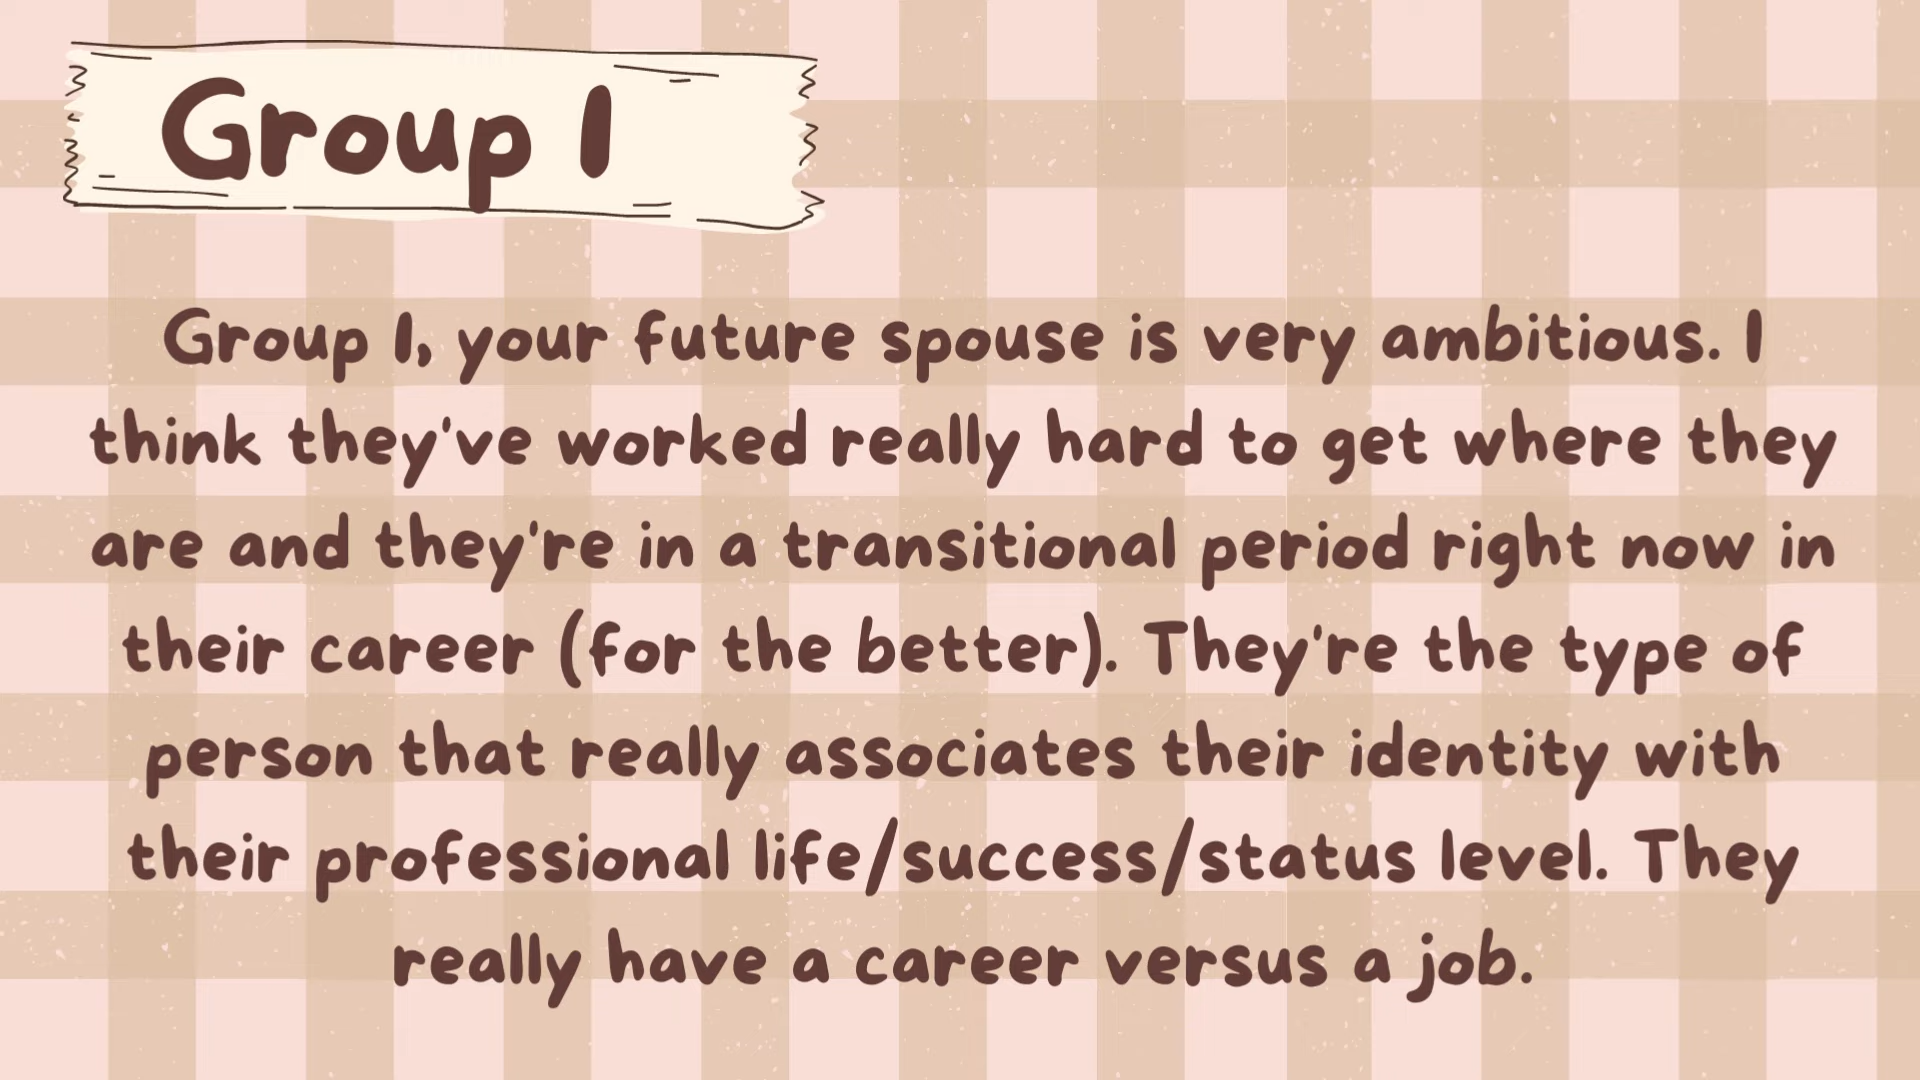 Group 1
Group 1, your future spouse is very ambitious. I
think they've worked really hard to get where they
are and they're in a transitional period right now in
their career (for the better). They're the type of
person that really associates their identity with
their professional life/success/status level. They
really have a career versus a job.